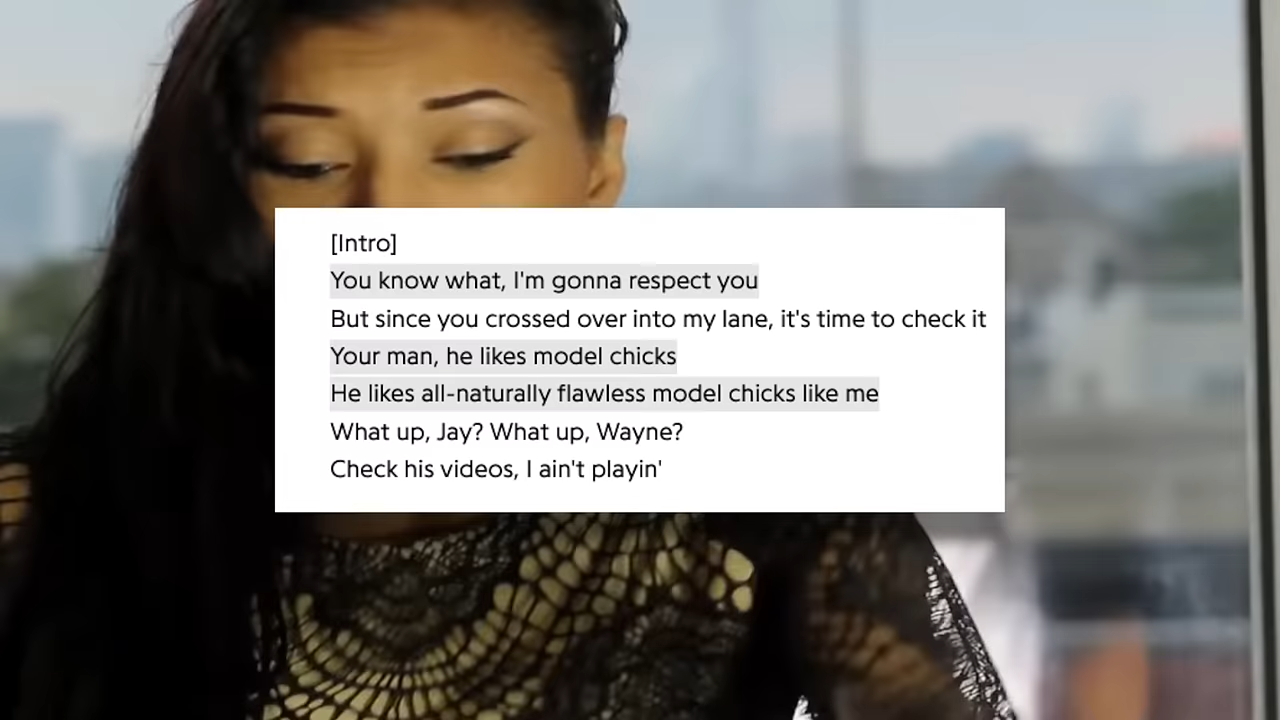 [Intro]
You know what, I'm gonna respect you
But since you crossed over into my lane, it's time to check it
Your man, he likes model chicks
He likes all-naturally flawless model chicks like me
What up, Jay? What up, Wayne?
Check his videos, I ain't playin'